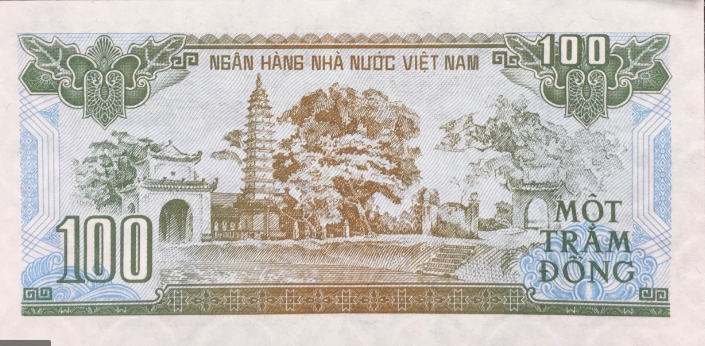 NGÂN HÀNG NHÀ NƯỚC VIỆT NAM
100
100
MỘT
TRĂM
ĐỒNG